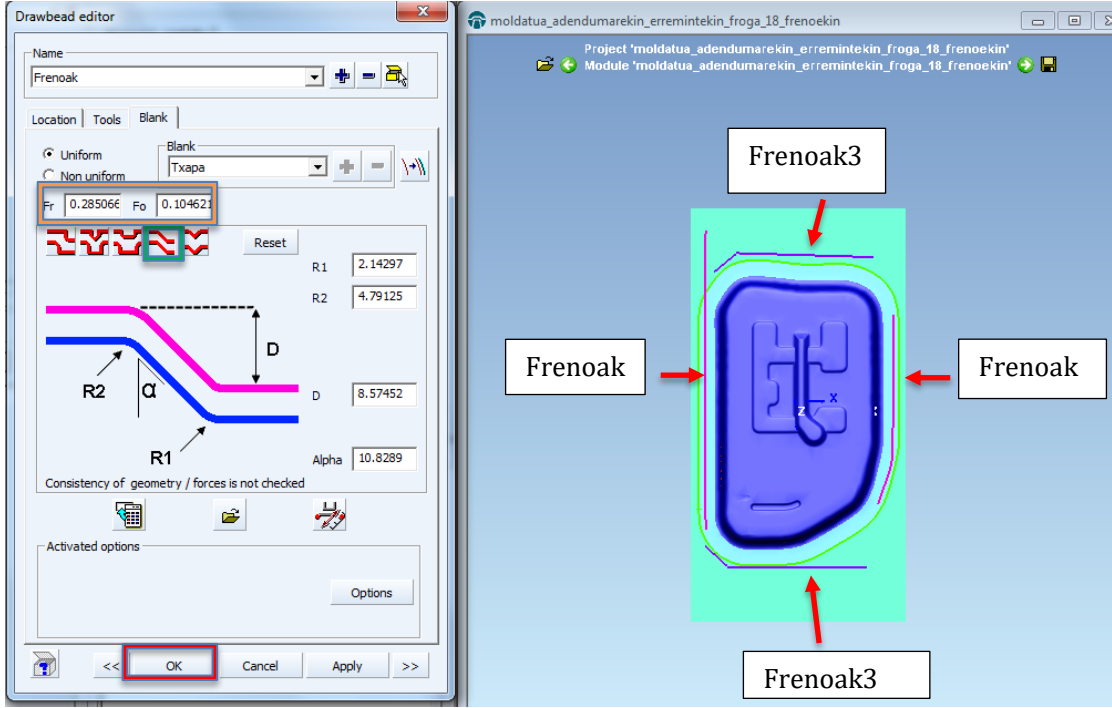 Drawbead editor
Name
Frenoak
Location
Tools
Blank
Uniform
Non uniform
Blank
Txapa
Fr 0.285066 Fo 0.104621
Reset
R1 2.14297
R2 4.79125
D
R2
α
D 8.57452
R1
Alpha 10.8289
Consistency of geometry / forces is not checked
Activated options
Options
<< OK Cancel Apply >>
moldatua_adendumarekin_erremintekin_froga_18_frenoekin
Project 'moldatua_adendumarekin_erremintekin_froga_18_frenoekin'
Module 'moldatua_adendumarekin_erremintekin_froga_18_frenoekin'
Frenoak3
Frenoak
Frenoak
X
Z
Frenoak3